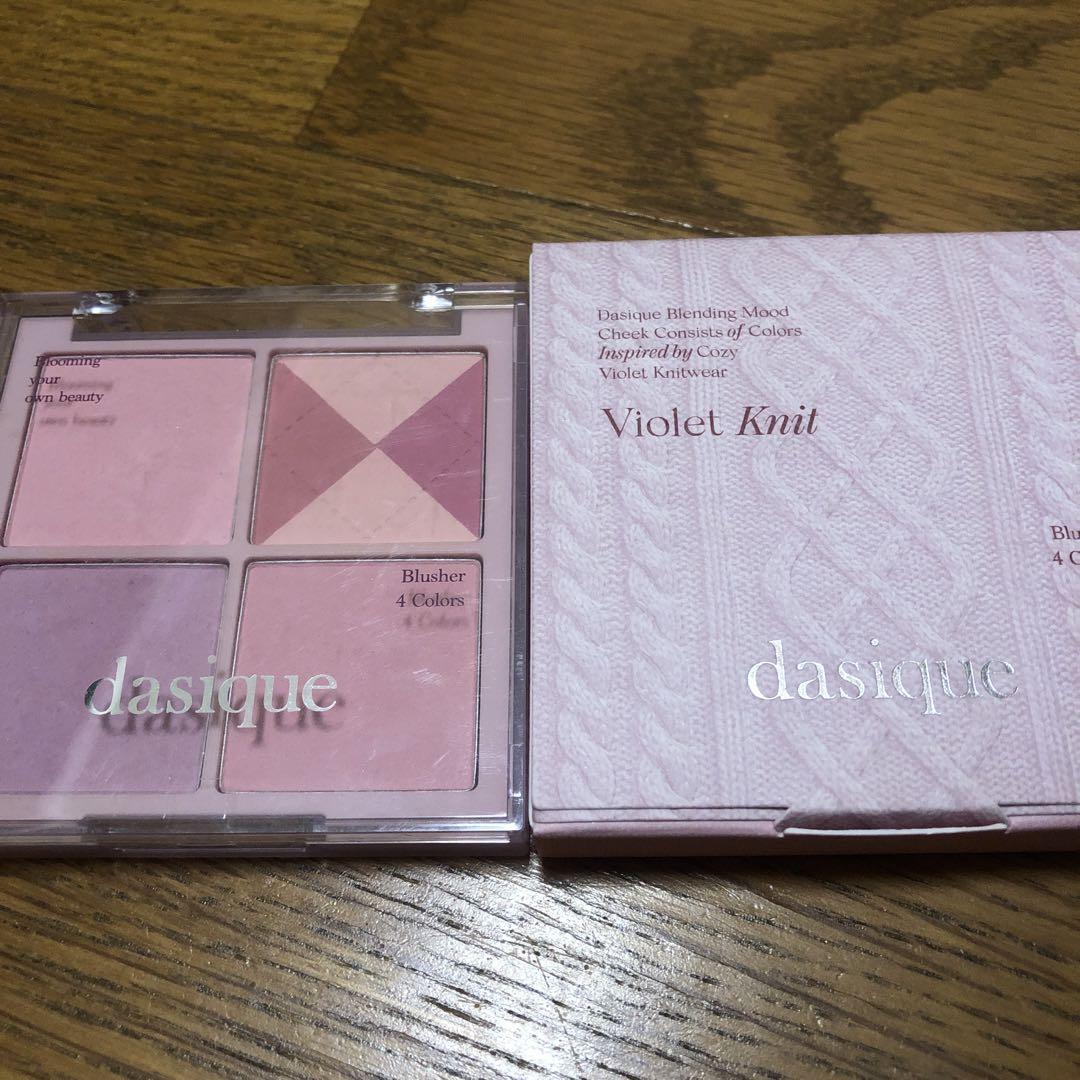 Blooming
your
own beauty
Blusher
4 Colors
dasique
Dasique Blending Mood
Cheek Consists of Colors
Inspired by Cozy
Violet Knitwear
Violet Knit
dasique